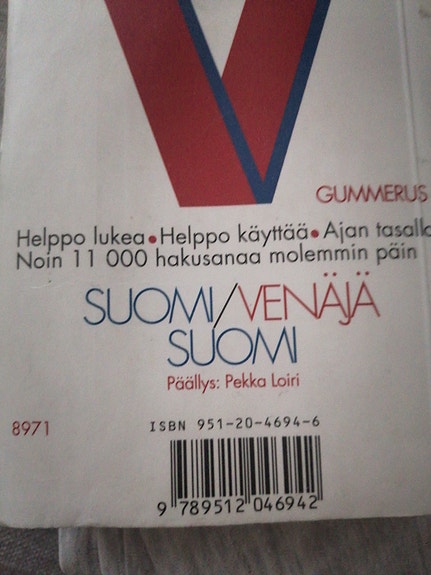 V
GUMMERUS
Helppo lukea • Helppo käyttää • Ajan tasalla
Noin 11 000 hakusanaa molemmin päin
SUOMI/VENÄJÄ
SUOMI
Päällys: Pekka Loiri
8971
ISBN 951-20-4694-6
9 789512 046942